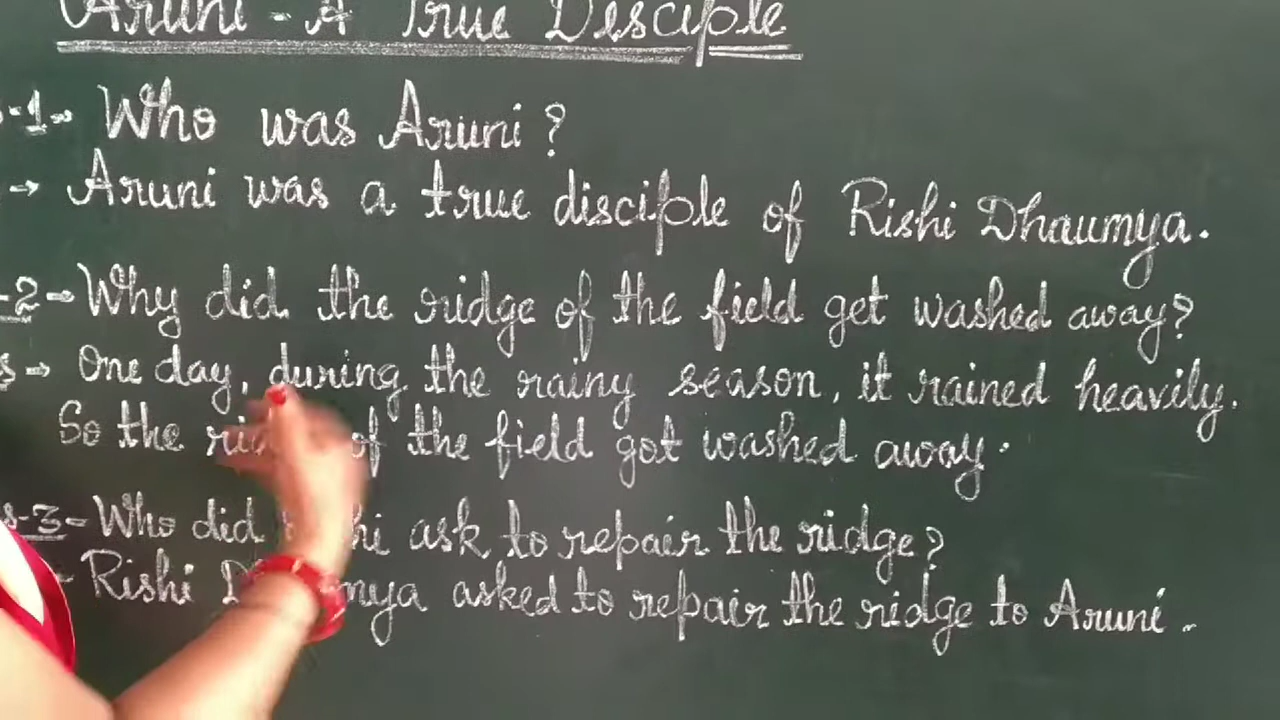 Aruni - A True Disciple
-1- Who was Aruni?
→ Aruni was a true disciple of Rishi Dhaumya.
-2- Why did the ridge of the field get washed away?
s → One day, during the rainy season, it rained heavily.
So the of the field got washed away.
s-3- Who did ask to repair the ridge?
- Rishi asked to repair the ridge to Aruni.